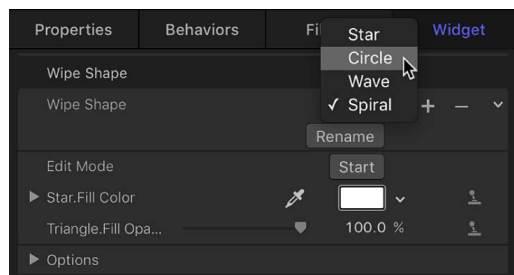 Properties Behaviors Fi Widget
Star
Circle
Wave
✓ Spiral
Wipe Shape
Wipe Shape
Rename
Edit Mode Start
Star.Fill Color
Triangle.Fill Opa... 100.0 %
Options